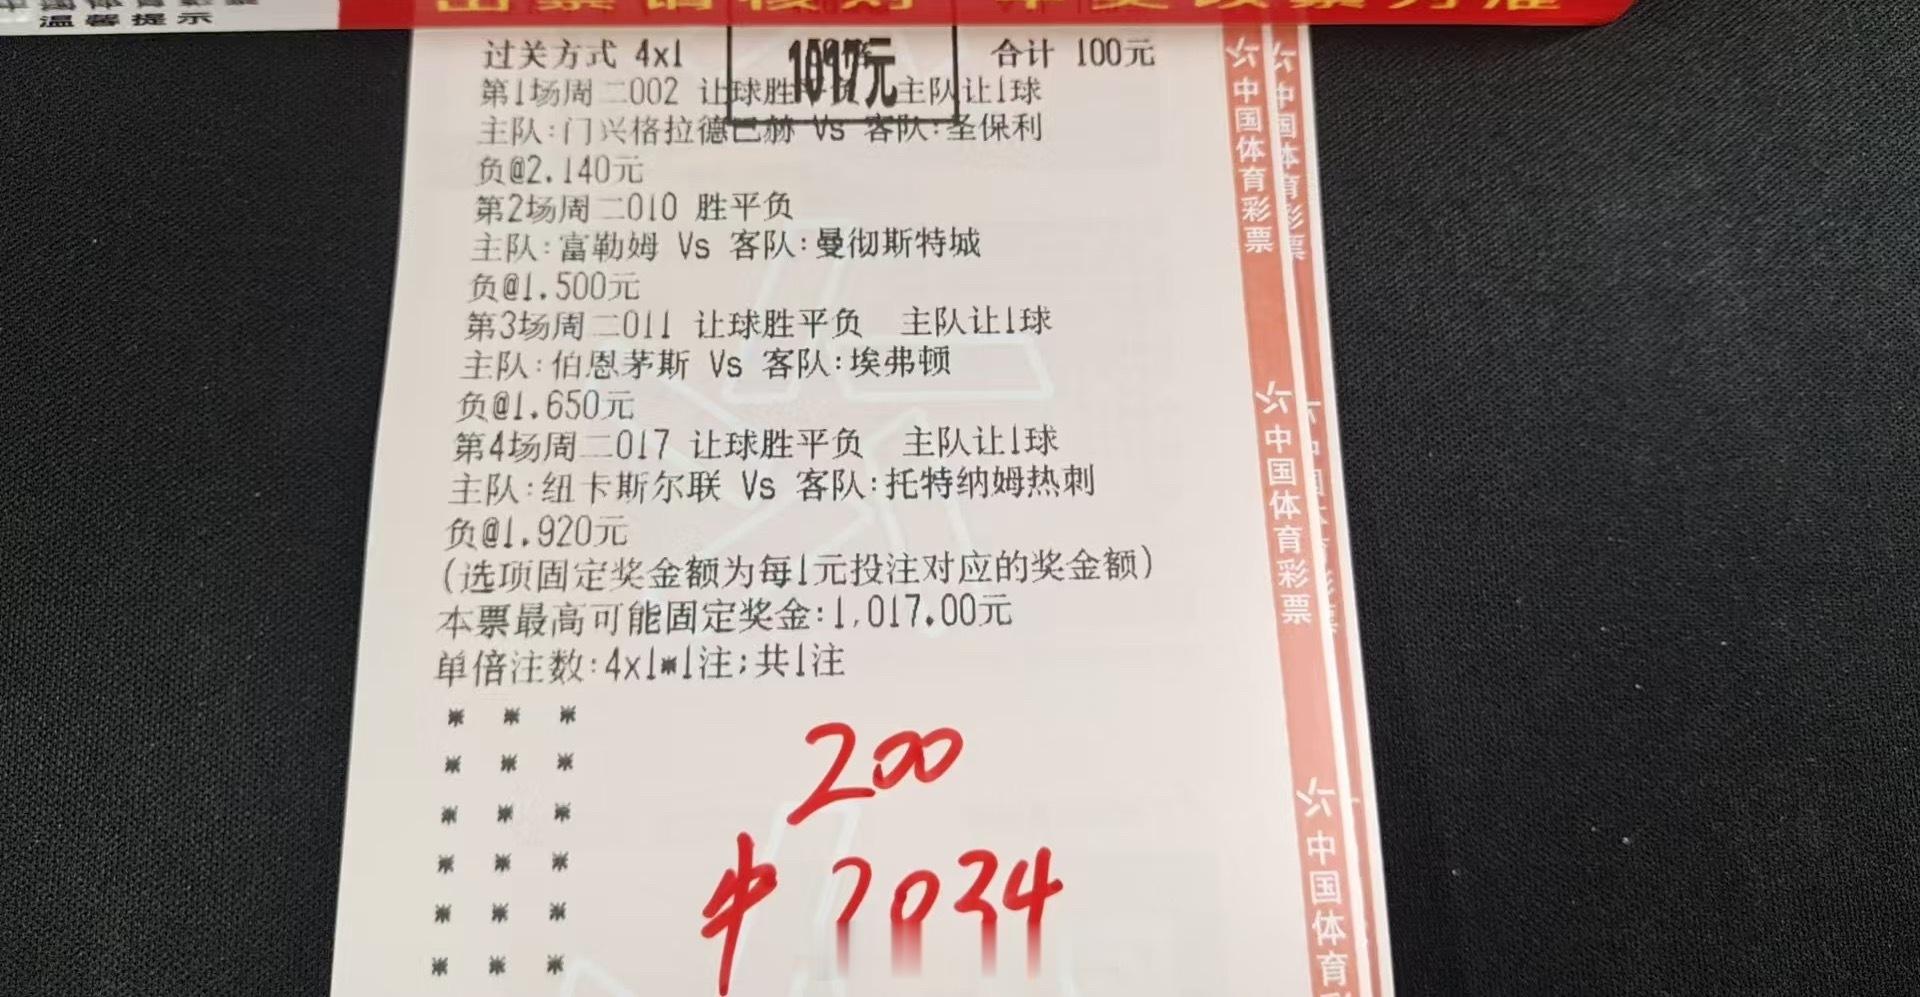 温馨提示
出票请核对
过关方式 4x1
合计 100元
1017元
第1场周二002 让球胜平负 主队让1球
主队:门兴格拉德巴赫 Vs 客队:圣保利
负@2.140元
第2场周二010 胜平负
主队:富勒姆 Vs 客队:曼彻斯特城
负@1.500元
第3场周二011 让球胜平负 主队让1球
主队:伯恩茅斯 Vs 客队:埃弗顿
负@1.650元
第4场周二017 让球胜平负 主队让1球
主队:纽卡斯尔联 Vs 客队:托特纳姆热刺
负@1.920元
(选项固定奖金额为每1元投注对应的奖金额)
本票最高可能固定奖金:1,017.00元
单倍注数:4x1*1注;共1注
* * *
* * *
* * *
* * *
* * *
* * *
200
中 2034
中国体育彩票
中国体育彩票
中国体育